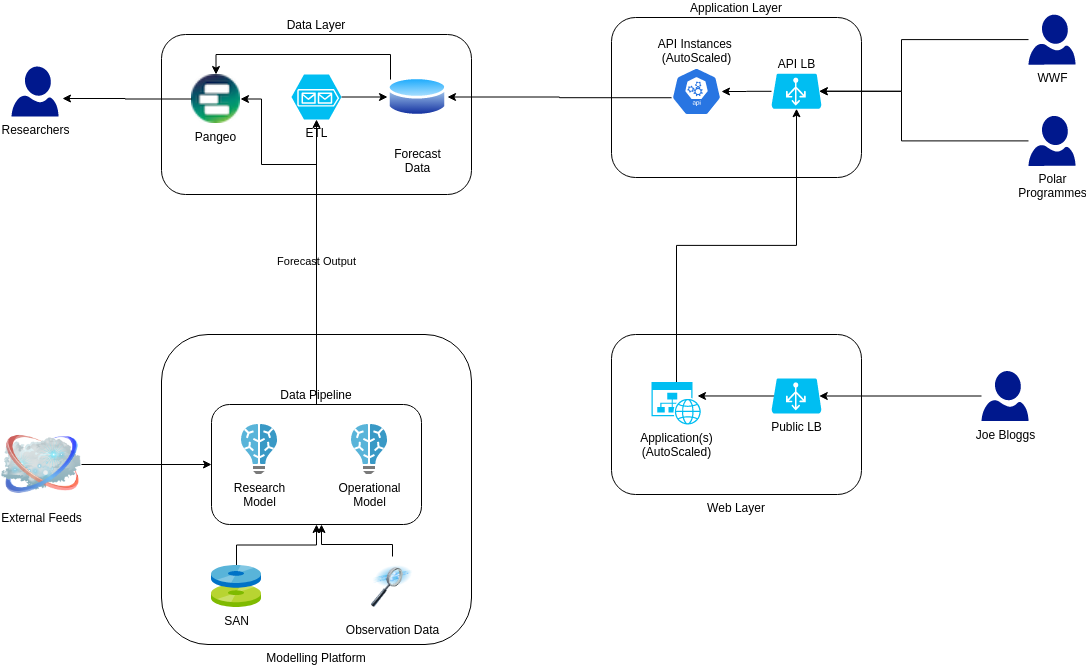 Application Layer
Data Layer
API Instances
(AutoScaled)
API LB
WWF
api
Researchers
Pangeo
ETL
Forecast
Data
Polar
Programmes
Forecast Output
Data Pipeline
Research
Model
Operational
Model
External Feeds
SAN
Observation Data
Modelling Platform
Application(s)
(AutoScaled)
Public LB
Joe Bloggs
Web Layer